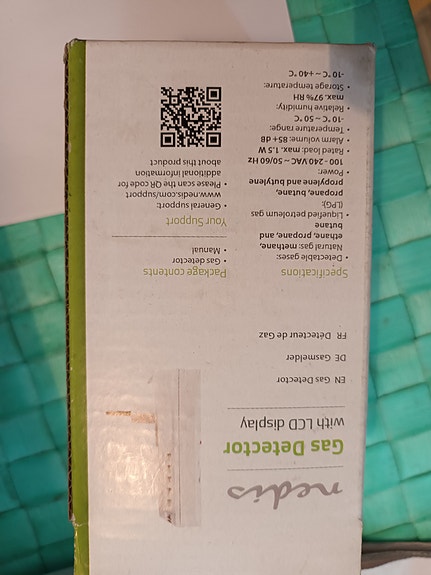 nedis
Gas Detector
with LCD display
EN Gas Detector
DE Gasmelder
FR Détecteur de Gaz
Specifications
• Detectable gases:
Natural gas: methane,
ethane, propane, and
butane
Liquefied petroleum gas
(LPG):
propane, butane,
propylene and butylene
• Power:
100 - 240 VAC ~ 50/60 Hz
• Rated load: max. 1.5 W
• Alarm volume: 85+ dB
• Temperature range:
-10 °C ~ 50 °C
• Relative humidity:
max. 97% RH
• Storage temperature:
-10 °C ~ +40 °C
Package contents
• Gas detector
• Manual
Your Support
• General support:
www.nedis.com/support
• Please scan the QR code for
additional information
about this product